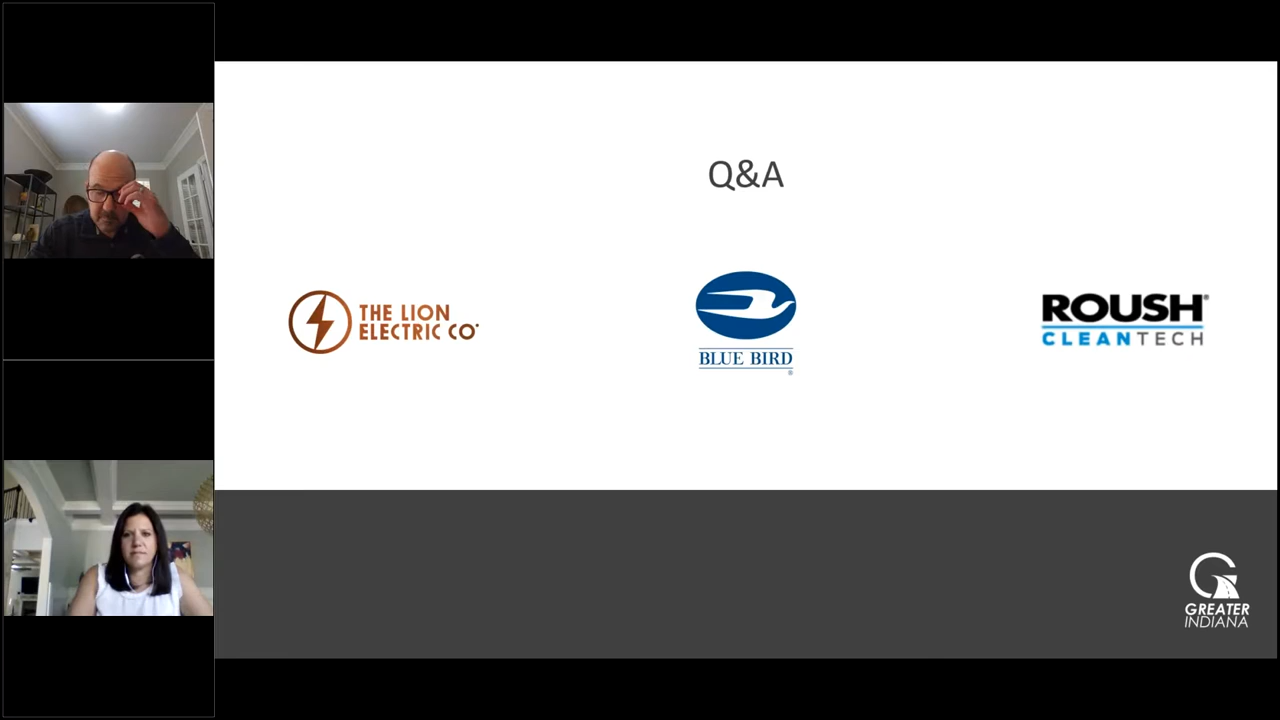 Q&A
THE LION
ELECTRIC CO
BLUE BIRD
®
ROUSH®
CLEANTECH
GREATER
INDIANA